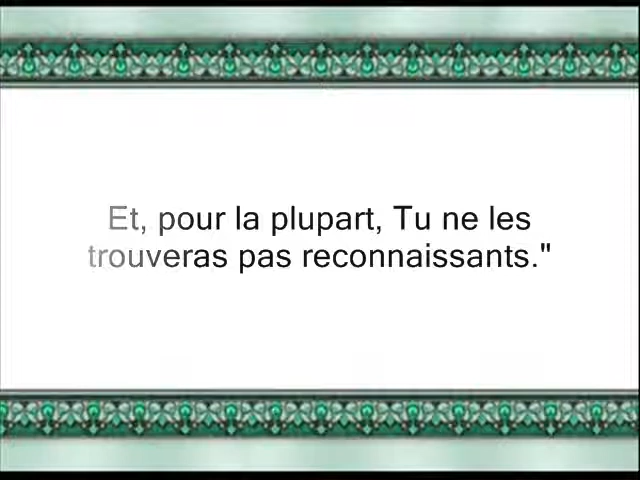 Et, pour la plupart, Tu ne les
trouveras pas reconnaissants."